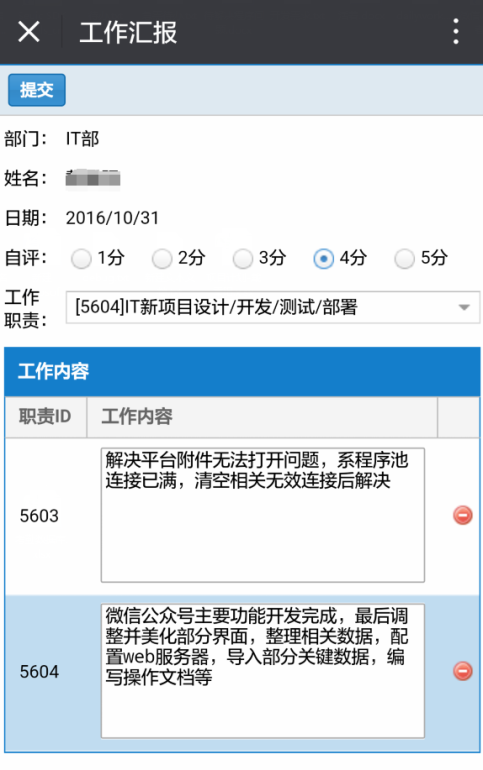 工作汇报
提交
部门： IT部
姓名：
日期： 2016/10/31
自评： 1分 2分 3分 4分 5分
工作
职责： [5604]IT新项目设计/开发/测试/部署
工作内容
职责ID 工作内容
5603
解决平台附件无法打开问题，系程序池
连接已满，清空相关无效连接后解决
5604
微信公众号主要功能开发完成，最后调
整并美化部分界面，整理相关数据，配
置web服务器，导入部分关键数据，编
写操作文档等